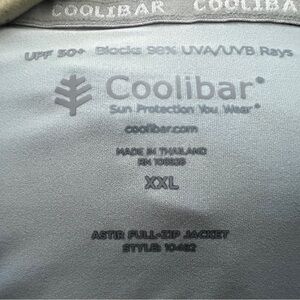 COOLIBAR COOLIBAR
UPF 50+ Blocks 98% UVA/UVB Rays
Coolibar®
Sun Protection You Wear®
coolibar.com
MADE IN THAILAND
RN
XXL
ASTIR FULL-ZIP JACKET
STYLE: 10482